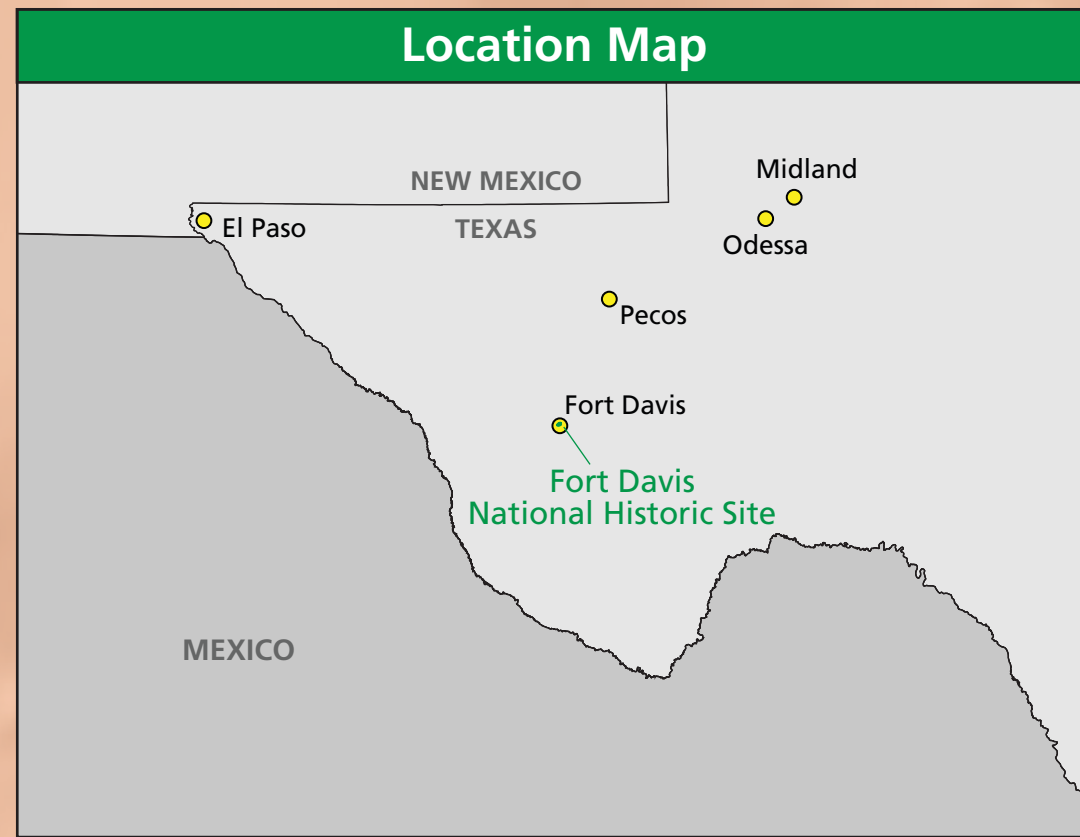 Location Map
Midland
NEW MEXICO
El Paso
TEXAS
Odessa
Pecos
Fort Davis
Fort Davis
National Historic Site
MEXICO